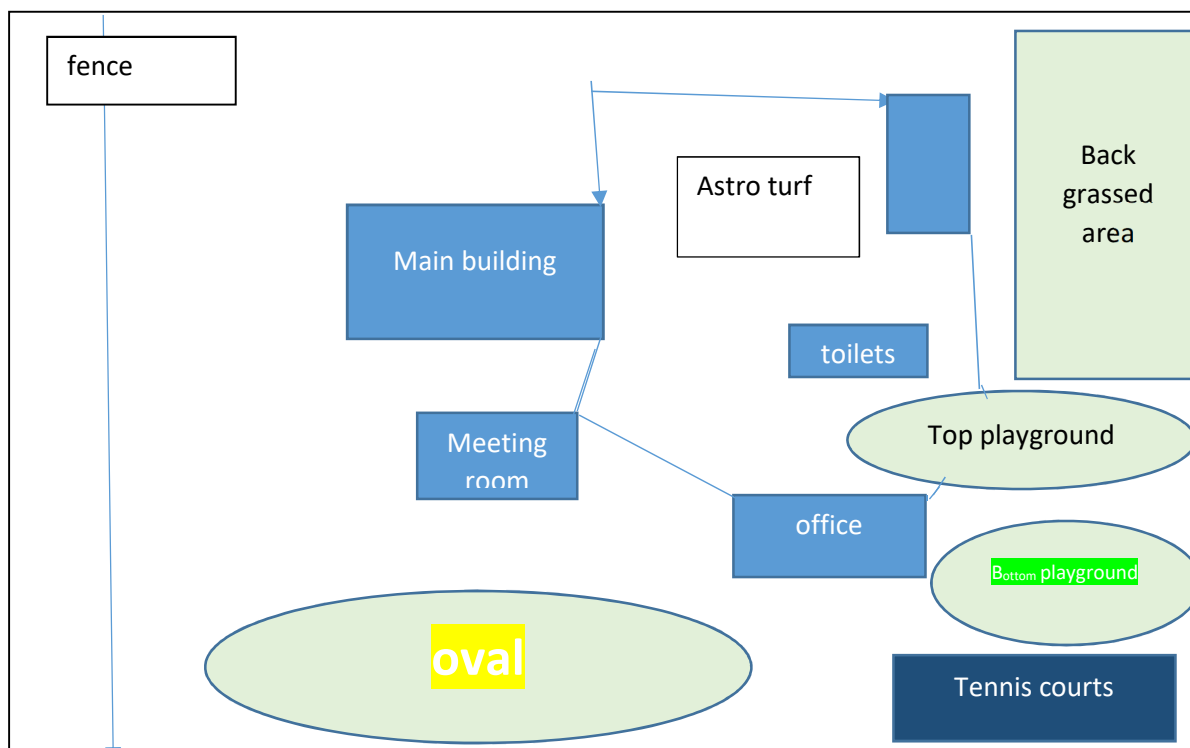 fence
Astro turf
Back
grassed
area
Main building
toilets
Top playground
Meeting
room
office
Bottom playground
oval
Tennis courts